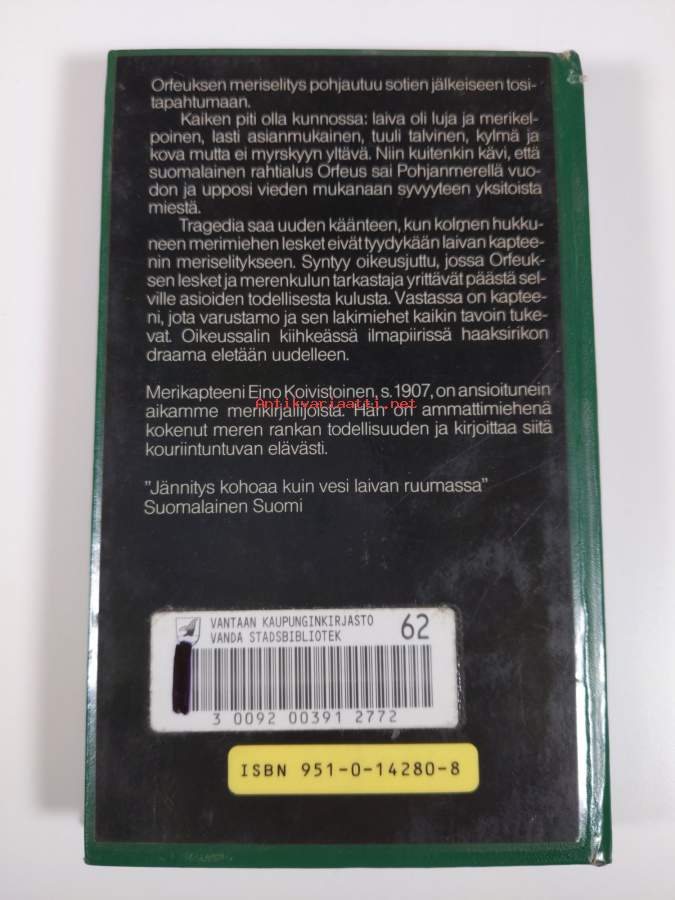 Orfeuksen meriselitys pohjautuu sotien jälkeiseen tosi-
tapahtumaan.
Kaiken piti olla kunnossa: laiva oli luja ja merikel-
poinen, lasti asianmukainen, tuuli talvinen, kylmä ja
kova mutta ei myrskyyn yltävä. Niin kuitenkin kävi, että
suomalainen rahtialus Orfeus sai Pohjanmerellä vuo-
don ja upposi vieden mukanaan syvyyteen yksitoista
miestä.
Tragedia saa uuden käänteen, kun kolmen hukku-
neen merimiehen lesket eivät tyydykään laivan kaptee-
nin meriselitykseen. Syntyy oikeusjuttu, jossa Orfeuk-
sen lesket ja merenkulun tarkastaja yrittävät päästä sel-
ville asioiden todellisesta kulusta. Vastassa on kaptee-
ni, jota varustamo ja sen lakimiehet kaikin tavoin tuke-
vat. Oikeussalin kiihkeässä ilmapiirissä haaksirikon
draama eletään uudelleen.
Merikapteeni Eino Koivistoinen, s. 1907, on ansioitunein
Antikvariaatti.net
aikamme merikirjailijoista. Hän on ammattimiehenä
kokenut meren rankan todellisuuden ja kirjoittaa siitä
kouriintuntuvan elävästi.
"Jännitys kohoaa kuin vesi laivan ruumassa"
Suomalainen Suomi
VANTAAN KAUPUNGINKIRJASTO 62
VANDA STADSBIBLIOTEK
3 0092 00391 2772
ISBN 951-0-14280-8